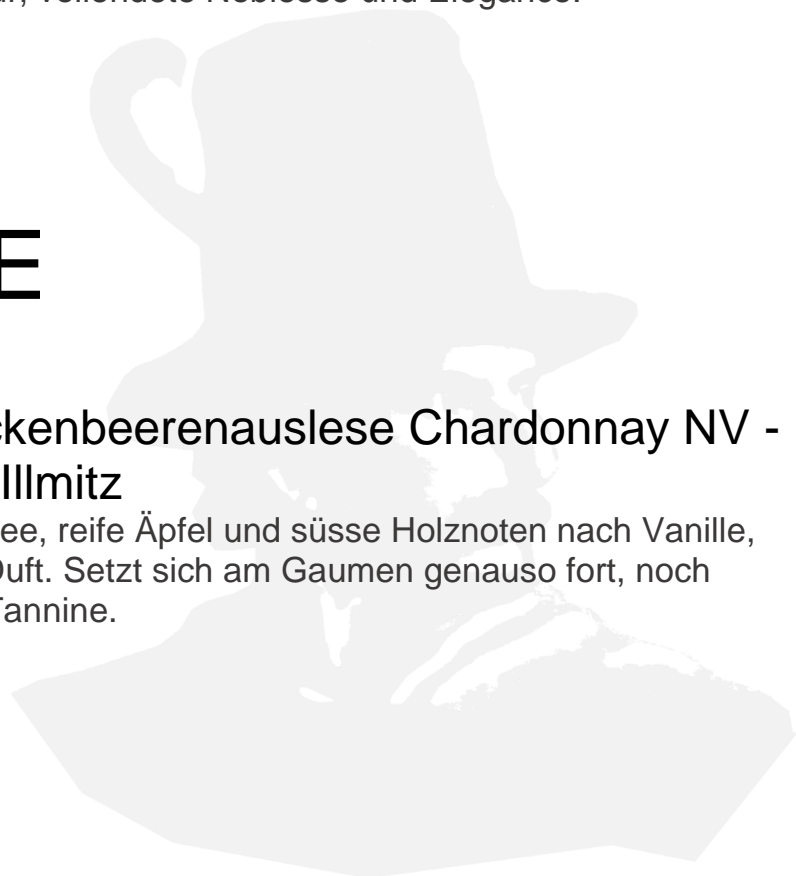 vollendete Noblesse und Elegance.
E
ckenbeerenauslese Chardonnay NV -
Illmitz
ee, reife Äpfel und süsse Holznoten nach Vanille,
Duft. Setzt sich am Gaumen genauso fort, noch
Tannine.